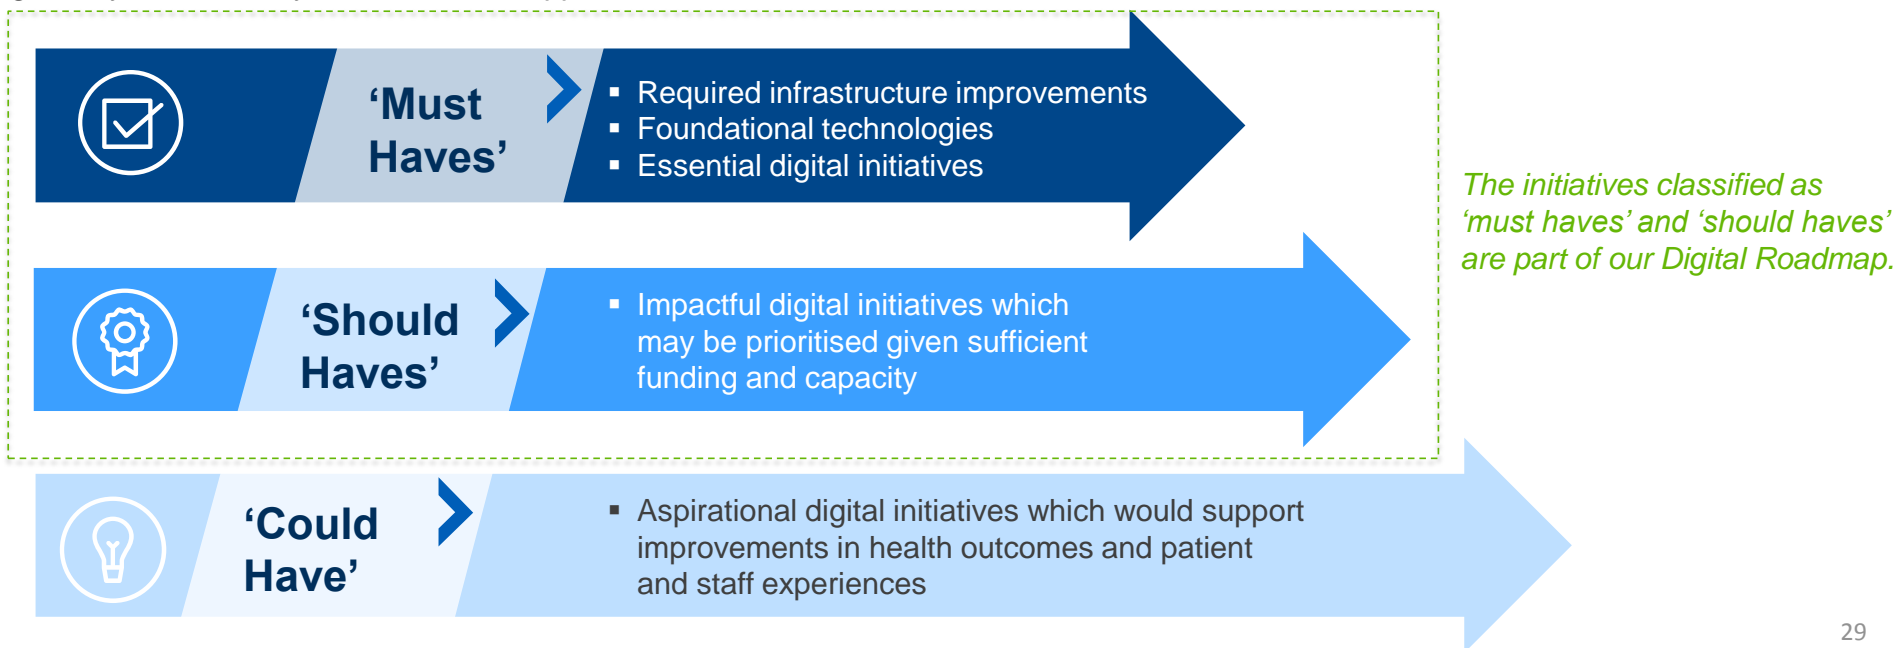 ‘Must
Haves’
▪ Required infrastructure improvements
▪ Foundational technologies
▪ Essential digital initiatives
The initiatives classified as
‘must haves’ and ‘should haves’
are part of our Digital Roadmap.
‘Should
Haves’
▪ Impactful digital initiatives which
may be prioritised given sufficient
funding and capacity
‘Could
Have’
▪ Aspirational digital initiatives which would support
improvements in health outcomes and patient
and staff experiences
29